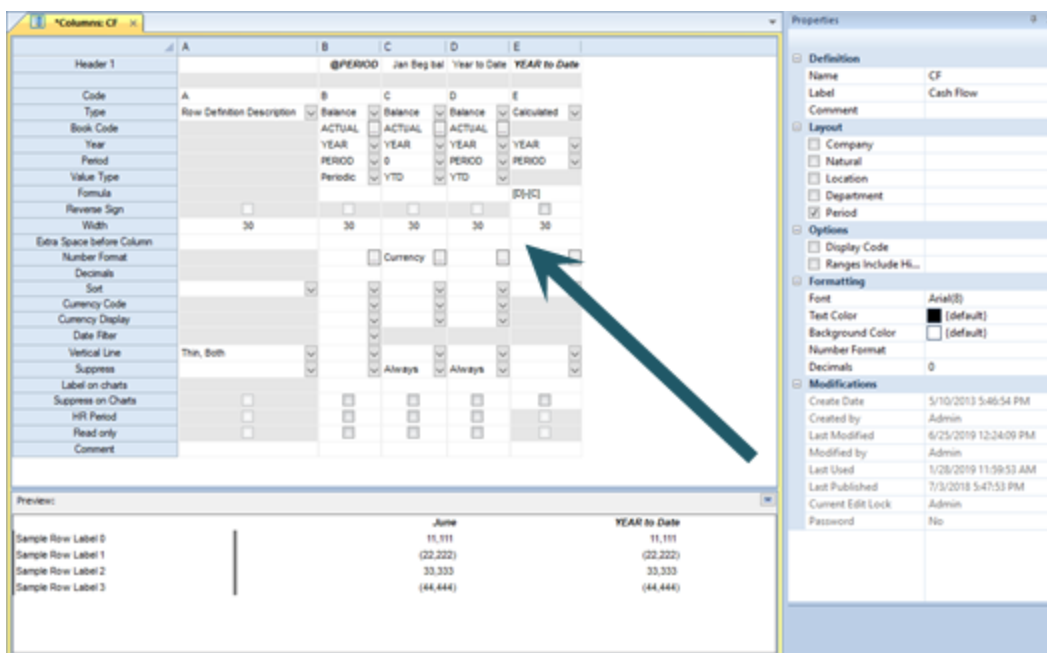 *Columns: CF ×
A B C D E
Header 1 @PERIOD Jan Beg bal Year to Date YEAR to Date
Code A B C D E
Type Row Definition Description Balance Balance Balance Calculated
Book Code ACTUAL ACTUAL ACTUAL
Year YEAR YEAR YEAR YEAR
Period PERIOD 0 PERIOD PERIOD
Value Type Periodic YTD YTD
Formula [D]-[C]
Reverse Sign
Width 30 30 30 30 30
Extra Space before Column
Number Format Currency
Decimals
Sort
Currency Code
Currency Display
Date Filter
Vertical Line Thin, Both
Suppress Always Always
Label on charts
Suppress on Charts
HR Period
Read only
Comment
Preview:
June YEAR to Date
Sample Row Label 0 11,111 11,111
Sample Row Label 1 (22,222) (22,222)
Sample Row Label 2 33,333 33,333
Sample Row Label 3 (44,444) (44,444)
Properties
Definition
Name CF
Label Cash Flow
Comment
Layout
Company
Natural
Location
Department
Period
Options
Display Code
Ranges Include Hi...
Formatting
Font Arial(8)
Text Color (default)
Background Color (default)
Number Format
Decimals 0
Modifications
Create Date 5/10/2013 5:46:54 PM
Created by Admin
Last Modified 6/25/2019 12:24:09 PM
Modified by Admin
Last Used 1/28/2019 11:59:53 AM
Last Published 7/3/2018 5:47:53 PM
Current Edit Lock Admin
Password No